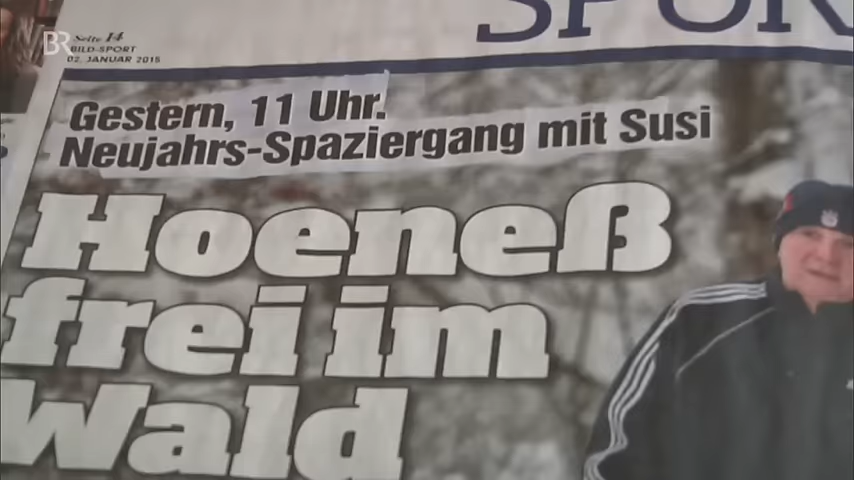 BR
Seite 14
BILD-SPORT
02. JANUAR 2015
SPOR
Gestern, 11 Uhr.
Neujahrs-Spaziergang mit Susi
Hoeneß
frei im
Wald